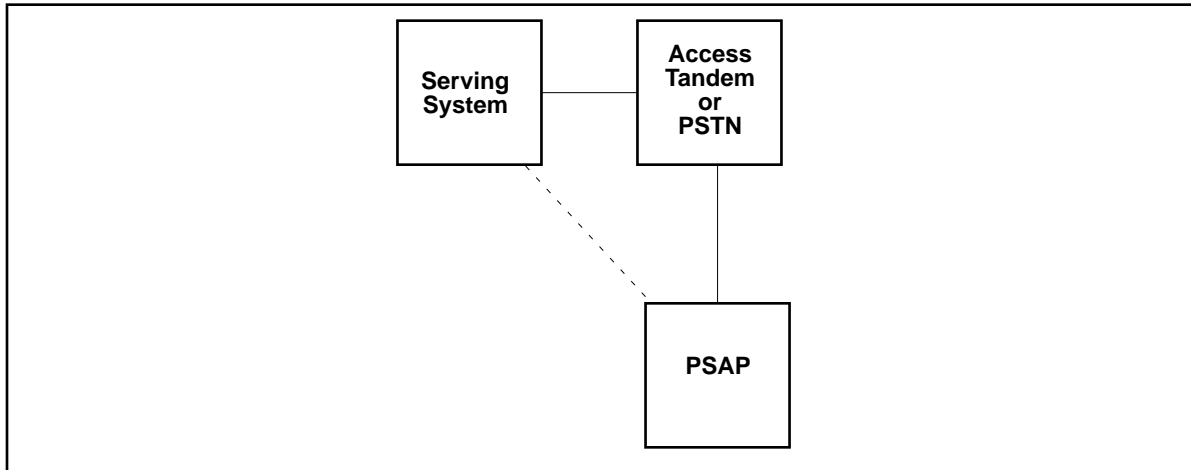 Serving
System
Access
Tandem
or
PSTN
PSAP